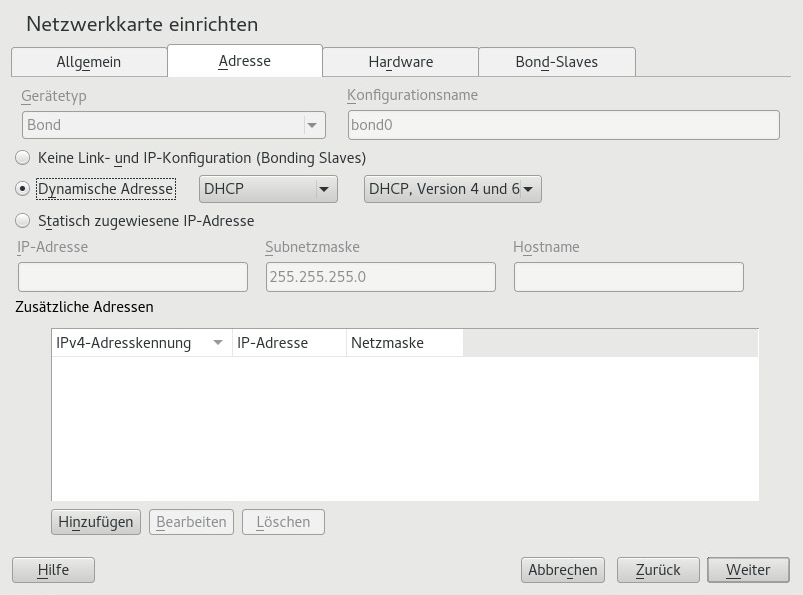 Netzwerkkarte einrichten
Allgemein Adresse Hardware Bond-Slaves
Gerätetyp Konfigurationsname
Bond bond0
Keine Link- und IP-Konfiguration (Bonding Slaves)
Dynamische Adresse DHCP DHCP, Version 4 und 6
Statisch zugewiesene IP-Adresse
IP-Adresse Subnetzmaske Hostname
255.255.255.0
Zusätzliche Adressen
IPv4-Adresskennung IP-Adresse Netzmaske
Hinzufügen Bearbeiten Löschen
Hilfe Abbrechen Zurück Weiter